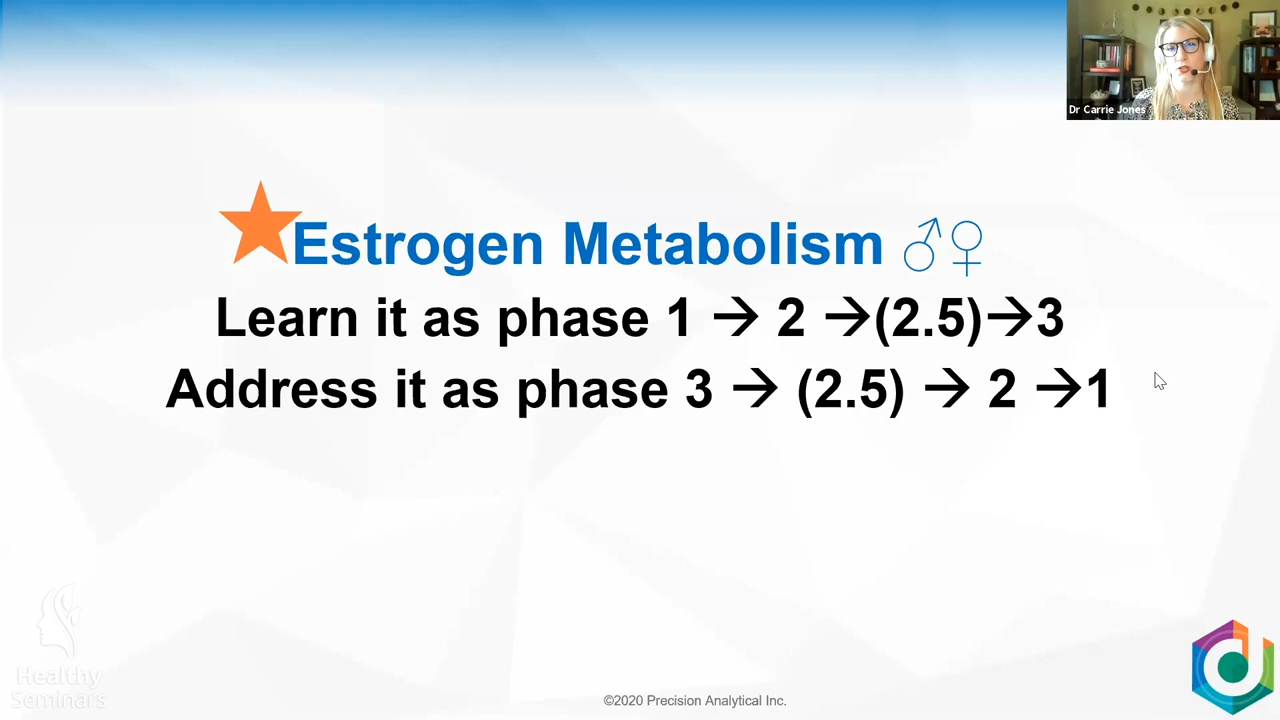 Dr Carrie Jones
Estrogen Metabolism ♂♀
Learn it as phase 1 → 2 →(2.5)→3
Address it as phase 3 → (2.5) → 2 →1
Healthy
Seminars
©2020 Precision Analytical Inc.